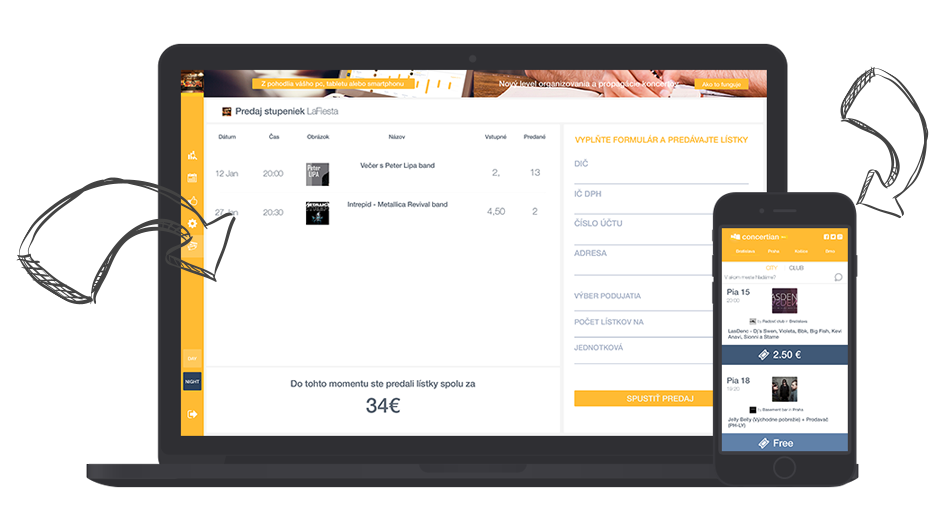 Z pohodlia vášho pc, tabletu alebo smartphonu
Nový level organizovania a propagácie koncertov
Ako to funguje
Predaj stupeniek LaFiesta
Dátum Čas Obrázok Názov Vstupné Predané
12 Jan 20:00 Peter LIPA Večer s Peter Lipa band 2, 13
27 Jan 20:30 Intrepid - Metallica Revival band 4,50 2
DAY
NIGHT
Do tohto momentu ste predali lístky spolu za
34€
VYPLŇTE FORMULÁR A PREDÁVAJTE LÍSTKY
DIČ
IČ DPH
ČÍSLO ÚČTU
ADRESA
VÝBER PODUJATIA
POČET LÍSTKOV NA
JEDNOTKOVÁ
SPUSTIŤ PREDAJ
concertian
Bratislava Praha Košice Brno
CITY CLUB
V akom meste hľadáme?
Pia 15
20:00
by Radost club in Bratislava
LasDenc - Dj's Swen, Violeta, Bbk, Big Fish, Kevi
Anavi, Sionni a Stame
2.50 €
Pia 18
19:20
by Basement bar in Praha
Jelly Belly (Východne pobrežie) + Predavač
(PH-LY)
Free